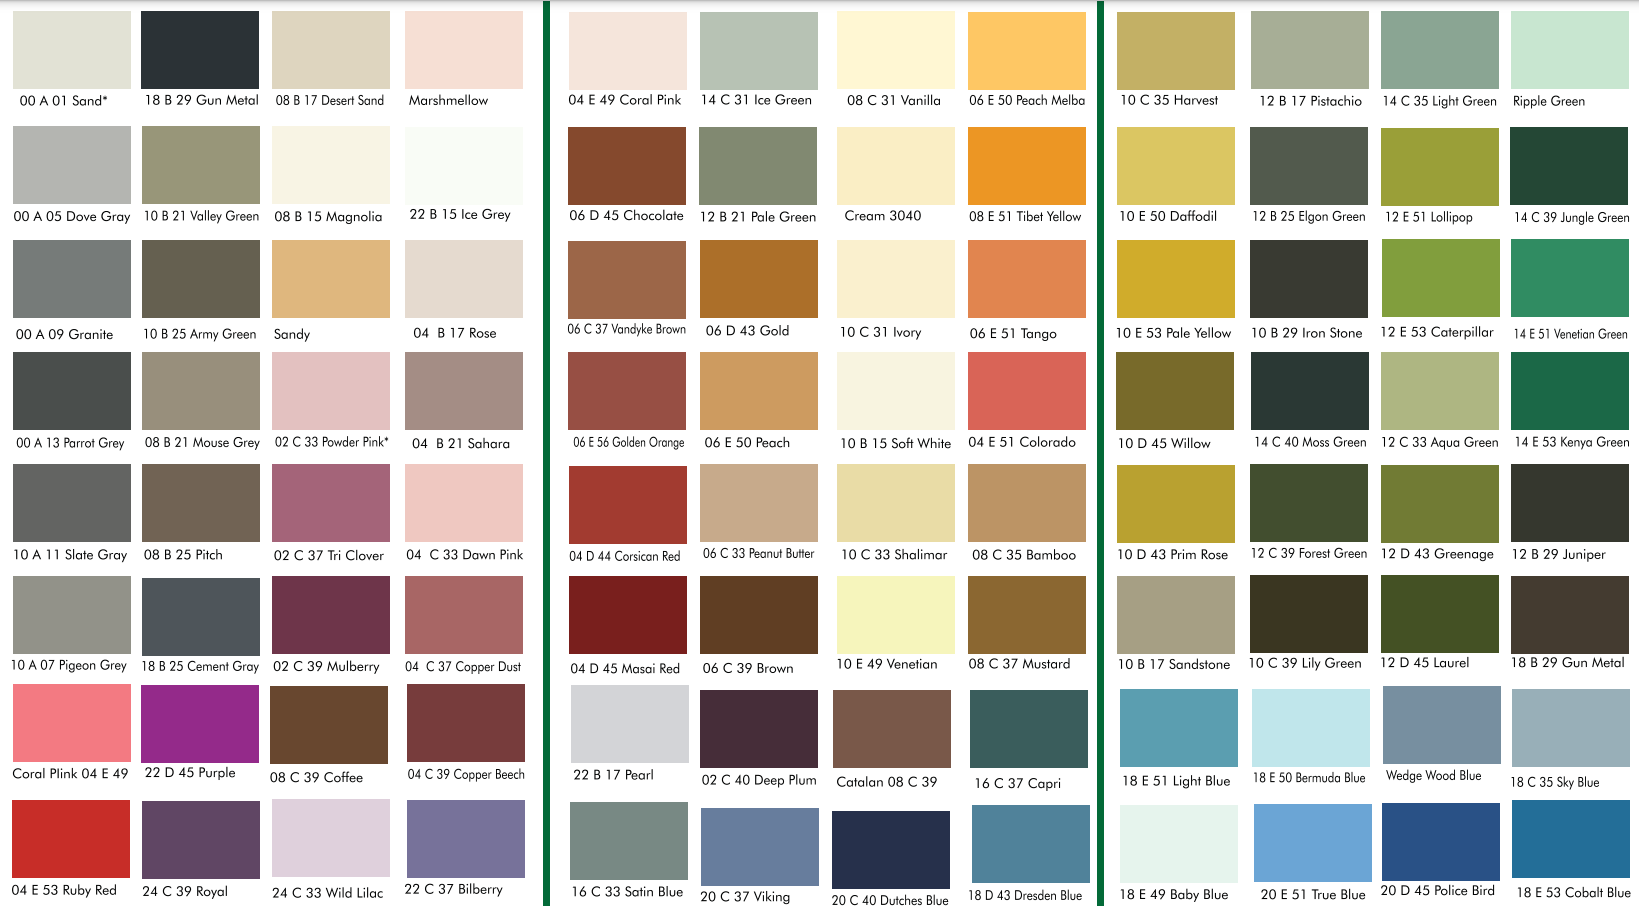 00 A 01 Sand*
18 B 29 Gun Metal
08 B 17 Desert Sand
Marshmellow
00 A 05 Dove Gray
10 B 21 Valley Green
08 B 15 Magnolia
22 B 15 Ice Grey
00 A 09 Granite
10 B 25 Army Green
Sandy
04 B 17 Rose
00 A 13 Parrot Grey
08 B 21 Mouse Grey
02 C 33 Powder Pink*
04 B 21 Sahara
10 A 11 Slate Gray
08 B 25 Pitch
02 C 37 Tri Clover
04 C 33 Dawn Pink
10 A 07 Pigeon Grey
18 B 25 Cement Gray
02 C 39 Mulberry
04 C 37 Copper Dust
Coral Plink 04 E 49
22 D 45 Purple
08 C 39 Coffee
04 C 39 Copper Beech
04 E 53 Ruby Red
24 C 39 Royal
24 C 33 Wild Lilac
22 C 37 Bilberry
04 E 49 Coral Pink
14 C 31 Ice Green
08 C 31 Vanilla
06 E 50 Peach Melba
06 D 45 Chocolate
12 B 21 Pale Green
Cream 3040
08 E 51 Tibet Yellow
06 C 37 Vandyke Brown
06 D 43 Gold
10 C 31 Ivory
06 E 51 Tango
06 E 56 Golden Orange
06 E 50 Peach
10 B 15 Soft White
04 E 51 Colorado
04 D 44 Corsican Red
06 C 33 Peanut Butter
10 C 33 Shalimar
08 C 35 Bamboo
04 D 45 Masai Red
06 C 39 Brown
10 E 49 Venetian
08 C 37 Mustard
22 B 17 Pearl
02 C 40 Deep Plum
Catalan 08 C 39
16 C 37 Capri
16 C 33 Satin Blue
20 C 37 Viking
20 C 40 Dutches Blue
18 D 43 Dresden Blue
10 C 35 Harvest
12 B 17 Pistachio
14 C 35 Light Green
Ripple Green
10 E 50 Daffodil
12 B 25 Elgon Green
12 E 51 Lollipop
14 C 39 Jungle Green
10 E 53 Pale Yellow
10 B 29 Iron Stone
12 E 53 Caterpillar
14 E 51 Venetian Green
10 D 45 Willow
14 C 40 Moss Green
12 C 33 Aqua Green
14 E 53 Kenya Green
10 D 43 Prim Rose
12 C 39 Forest Green
12 D 43 Greenage
12 B 29 Juniper
10 B 17 Sandstone
10 C 39 Lily Green
12 D 45 Laurel
18 B 29 Gun Metal
18 E 51 Light Blue
18 E 50 Bermuda Blue
Wedge Wood Blue
18 C 35 Sky Blue
18 E 49 Baby Blue
20 E 51 True Blue
20 D 45 Police Bird
18 E 53 Cobalt Blue